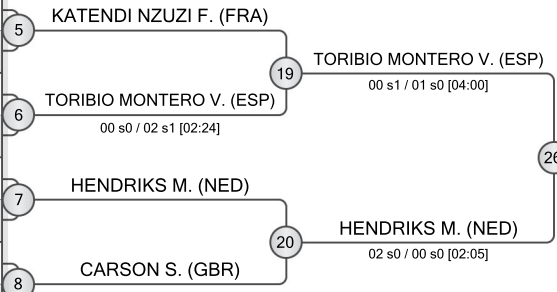 KATENDI NZUZI F. (FRA)
5
TORIBIO MONTERO V. (ESP)
19
00 s1 / 01 s0 [04:00]
TORIBIO MONTERO V. (ESP)
6
00 s0 / 02 s1 [02:24]
26
HENDRIKS M. (NED)
7
HENDRIKS M. (NED)
20
02 s0 / 00 s0 [02:05]
CARSON S. (GBR)
8